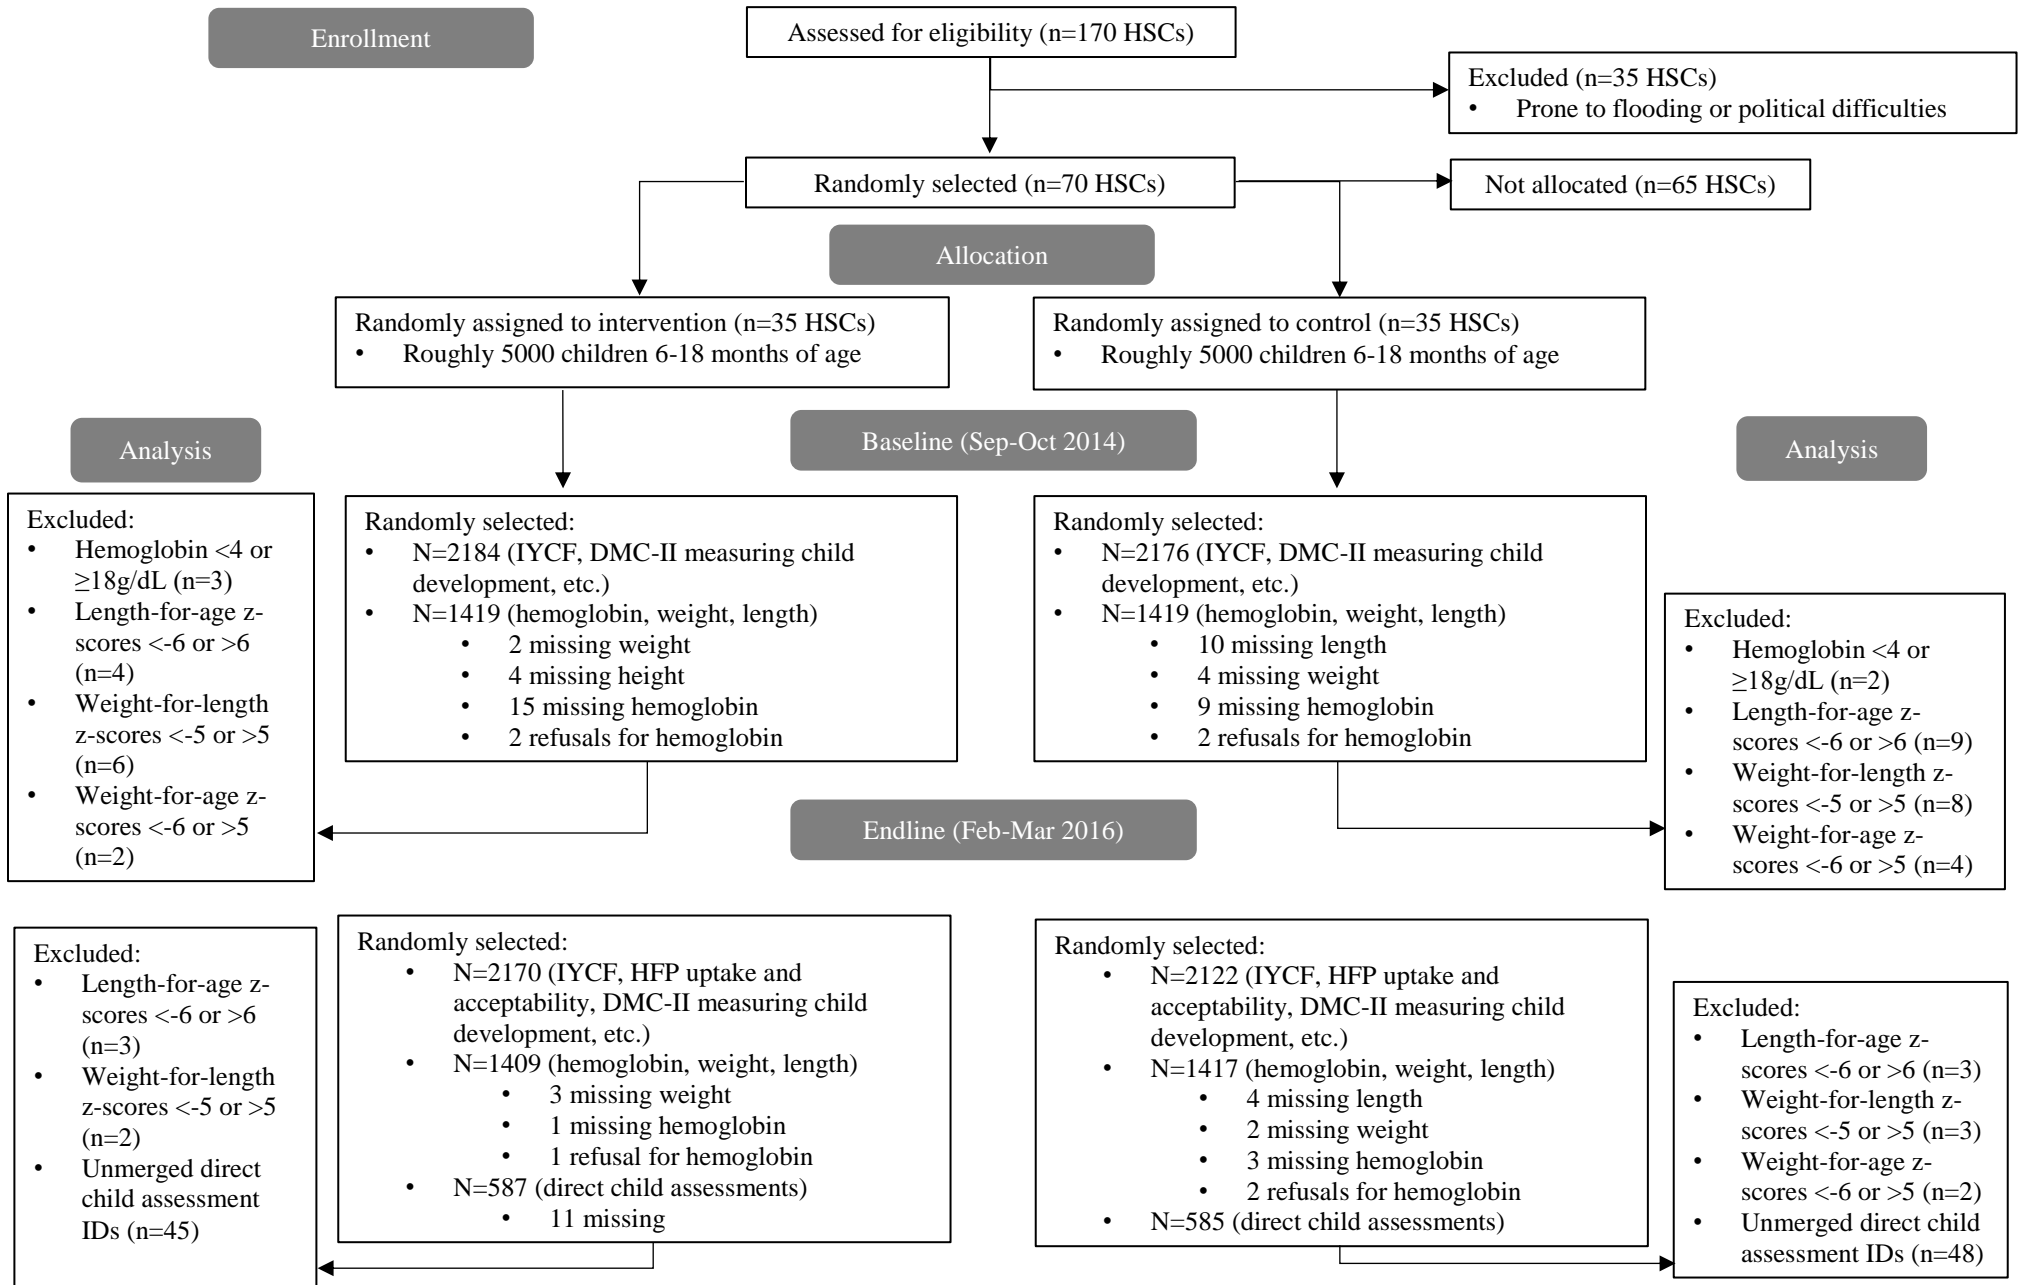 Enrollment
Assessed for eligibility (n=170 HSCs)
Excluded (n=35 HSCs)
• Prone to flooding or political difficulties
Randomly selected (n=70 HSCs)
Not allocated (n=65 HSCs)
Allocation
Randomly assigned to intervention (n=35 HSCs)
• Roughly 5000 children 6-18 months of age
Randomly assigned to control (n=35 HSCs)
• Roughly 5000 children 6-18 months of age
Analysis
Baseline (Sep-Oct 2014)
Analysis
Excluded:
• Hemoglobin <4 or
≥18g/dL (n=3)
• Length-for-age z-
scores <-6 or >6
(n=4)
• Weight-for-length
z-scores <-5 or >5
(n=6)
• Weight-for-age z-
scores <-6 or >5
(n=2)
Randomly selected:
• N=2184 (IYCF, DMC-II measuring child
development, etc.)
• N=1419 (hemoglobin, weight, length)
• 2 missing weight
• 4 missing height
• 15 missing hemoglobin
• 2 refusals for hemoglobin
Randomly selected:
• N=2176 (IYCF, DMC-II measuring child
development, etc.)
• N=1419 (hemoglobin, weight, length)
• 10 missing length
• 4 missing weight
• 9 missing hemoglobin
• 2 refusals for hemoglobin
Excluded:
• Hemoglobin <4 or
≥18g/dL (n=2)
• Length-for-age z-
scores <-6 or >6 (n=9)
• Weight-for-length z-
scores <-5 or >5 (n=8)
• Weight-for-age z-
scores <-6 or >5 (n=4)
Endline (Feb-Mar 2016)
Excluded:
• Length-for-age z-
scores <-6 or >6
(n=3)
• Weight-for-length
z-scores <-5 or >5
(n=2)
• Unmerged direct
child assessment
IDs (n=45)
Randomly selected:
• N=2170 (IYCF, HFP uptake and
acceptability, DMC-II measuring child
development, etc.)
• N=1409 (hemoglobin, weight, length)
• 3 missing weight
• 1 missing hemoglobin
• 1 refusal for hemoglobin
• N=587 (direct child assessments)
• 11 missing
Randomly selected:
• N=2122 (IYCF, HFP uptake and
acceptability, DMC-II measuring child
development, etc.)
• N=1417 (hemoglobin, weight, length)
• 4 missing length
• 2 missing weight
• 3 missing hemoglobin
• 2 refusals for hemoglobin
• N=585 (direct child assessments)
Excluded:
• Length-for-age z-
scores <-6 or >6 (n=3)
• Weight-for-length z-
scores <-5 or >5 (n=3)
• Weight-for-age z-
scores <-6 or >5 (n=2)
• Unmerged direct child
assessment IDs (n=48)